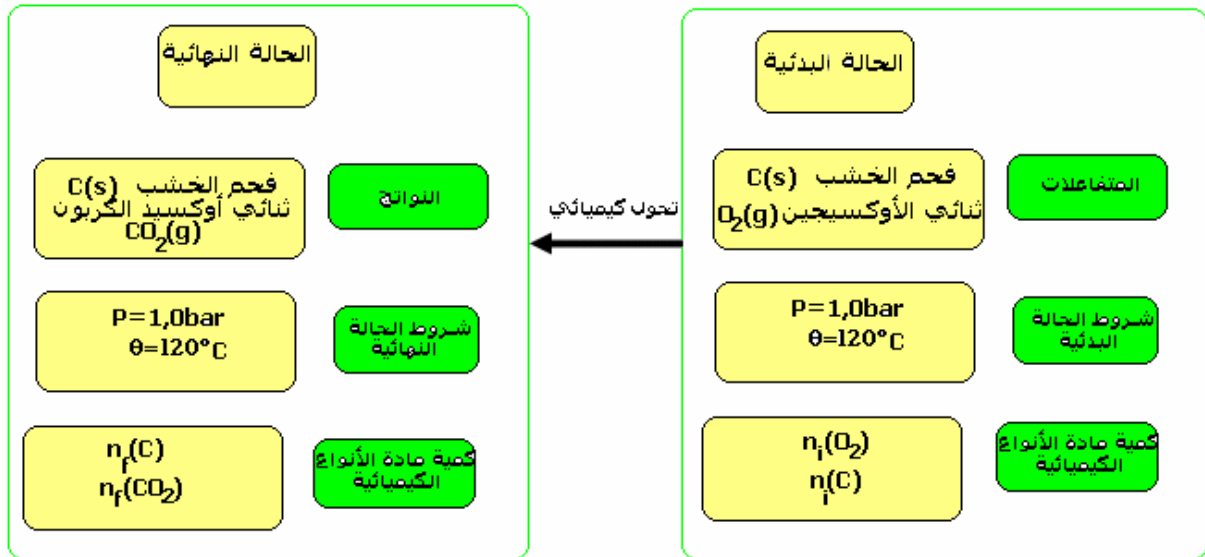 الحالة البدئية
المتفاعلات
فحم الخشب C(s)
ثنائي الأوكسيجين O₂(g)
شروط الحالة
البدئية
P=1,0bar
θ=120°C
كمية مادة الأنواع
الكيميائية
nᵢ(O₂)
nᵢ(C)
تحول كيميائي
الحالة النهائية
النواتج
فحم الخشب C(s)
ثنائي أوكسيد الكربون
CO₂(g)
شروط الحالة
النهائية
P=1,0bar
θ=120°C
كمية مادة الأنواع
الكيميائية
n_f(C)
n_f(CO₂)